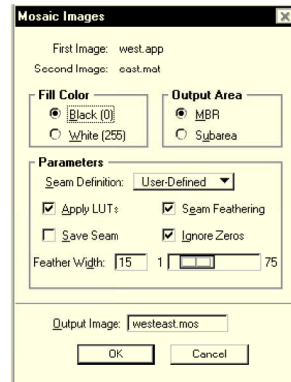 Mosaic Images
First Image: west.app
Second Image: east.mat
Fill Color
Black (0)
White (255)
Output Area
MBR
Subarea
Parameters
Seam Definition: User-Defined
Apply LUTs
Seam Feathering
Save Seam
Ignore Zeros
Feather Width: 15 1 75
Output Image: westeast.mos
OK Cancel